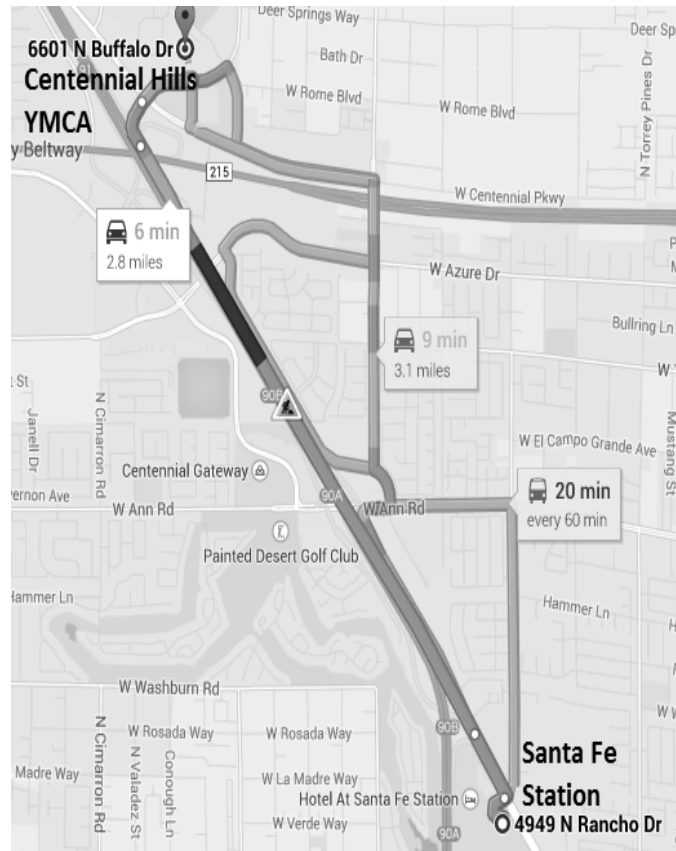 Deer Springs Way
Deer Sp
6601 N Buffalo Dr
Centennial Hills
YMCA
Bath Dr
W Rome Blvd
W Rome Blvd
N Torrey Pines Dr
y Beltway
215
W Centennial Pkwy
6 min
2.8 miles
W Azure Dr
Bullring Ln
9 min
3.1 miles
W
St
Janell Dr
N Cimarron Rd
90B
Mustang St
W El Campo Grande Ave
Centennial Gateway
20 min
every 60 min
90A
vernon Ave
W Ann Rd
W Ann Rd
Painted Desert Golf Club
Hammer Ln
Hammer Ln
W Washburn Rd
N Cimarron Rd
N Valadez St
Conough Ln
W Rosada Way
W Rosada Way
90B
W W
Santa Fe
Station
Madre Way
W La Madre Way
Hotel At Santa Fe Station
W Verde Way
4949 N Rancho Dr
90A